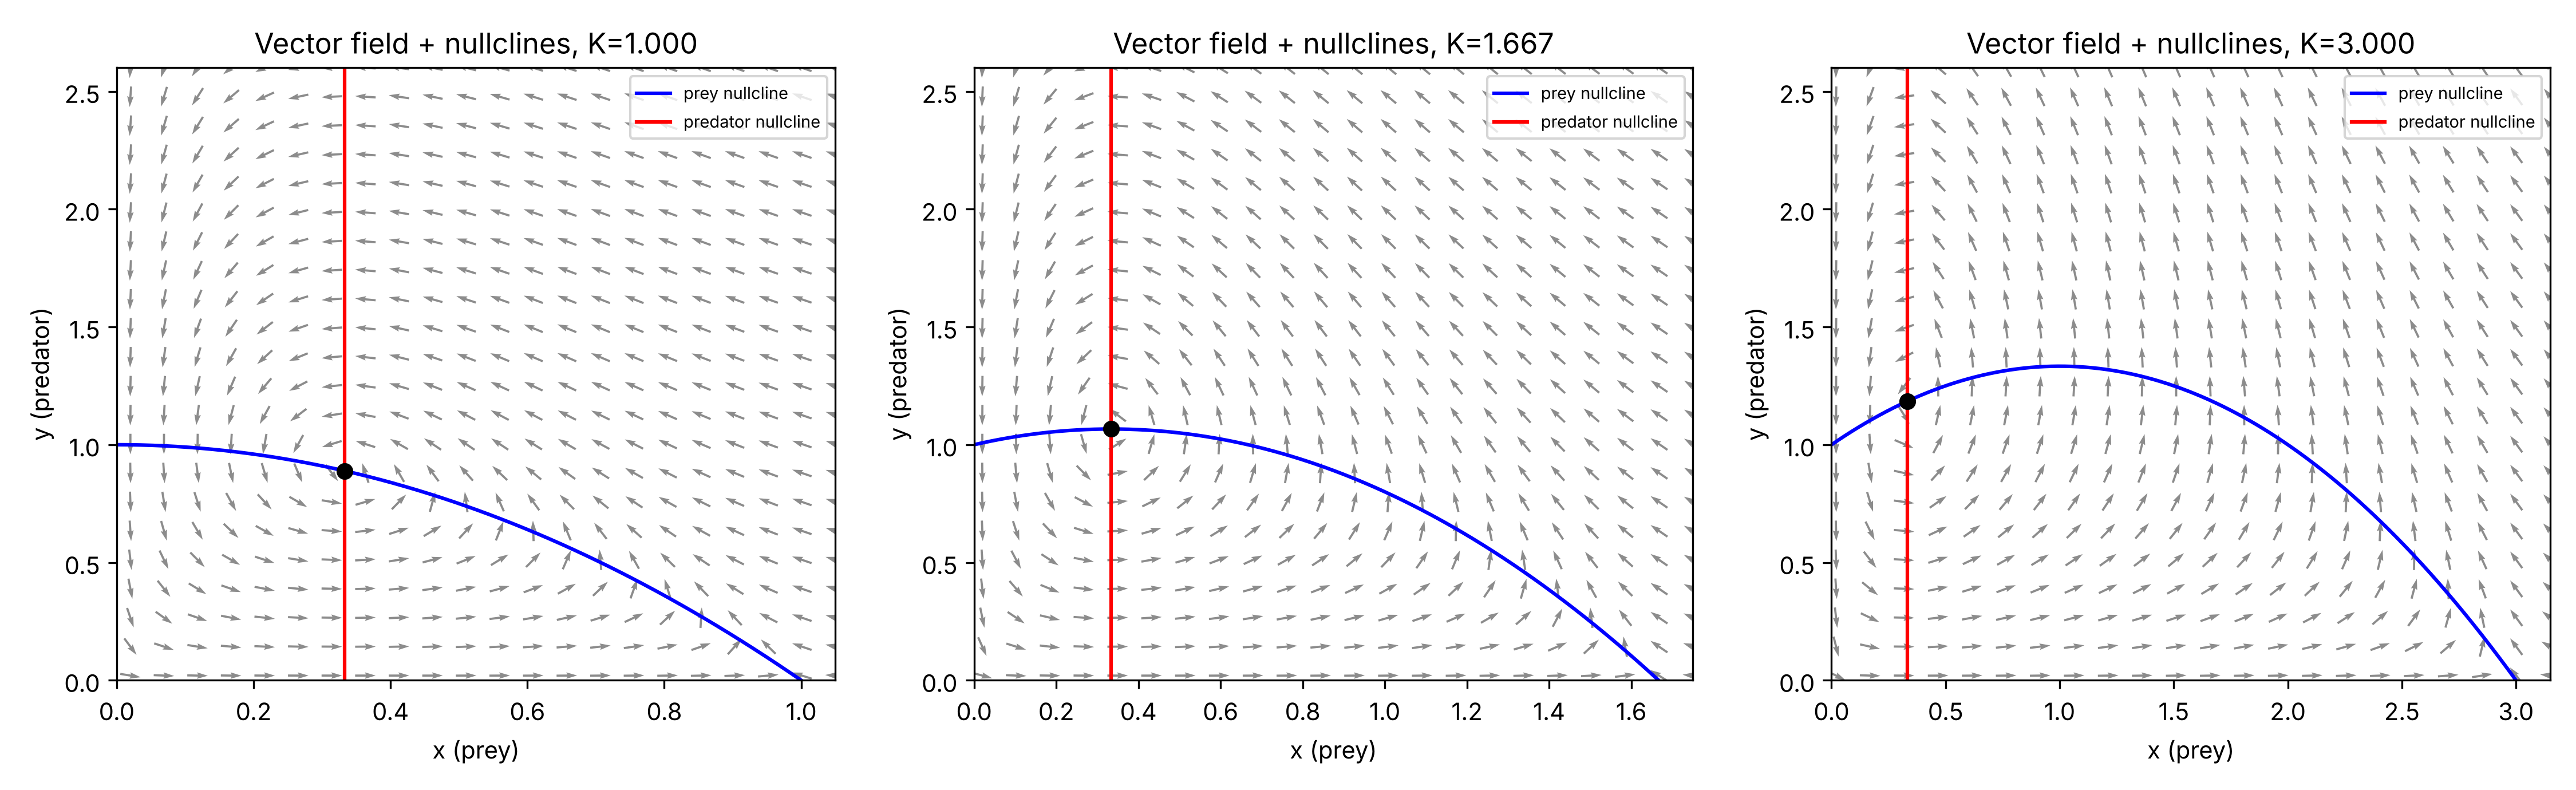 Vector field + nullclines, K=1.000
prey nullcline
predator nullcline
y (predator)
2.5
2.0
1.5
1.0
0.5
0.0
0.0 0.2 0.4 0.6 0.8 1.0
x (prey)
Vector field + nullclines, K=1.667
prey nullcline
predator nullcline
y (predator)
2.5
2.0
1.5
1.0
0.5
0.0
0.0 0.2 0.4 0.6 0.8 1.0 1.2 1.4 1.6
x (prey)
Vector field + nullclines, K=3.000
prey nullcline
predator nullcline
y (predator)
2.5
2.0
1.5
1.0
0.5
0.0
0.0 0.5 1.0 1.5 2.0 2.5 3.0
x (prey)